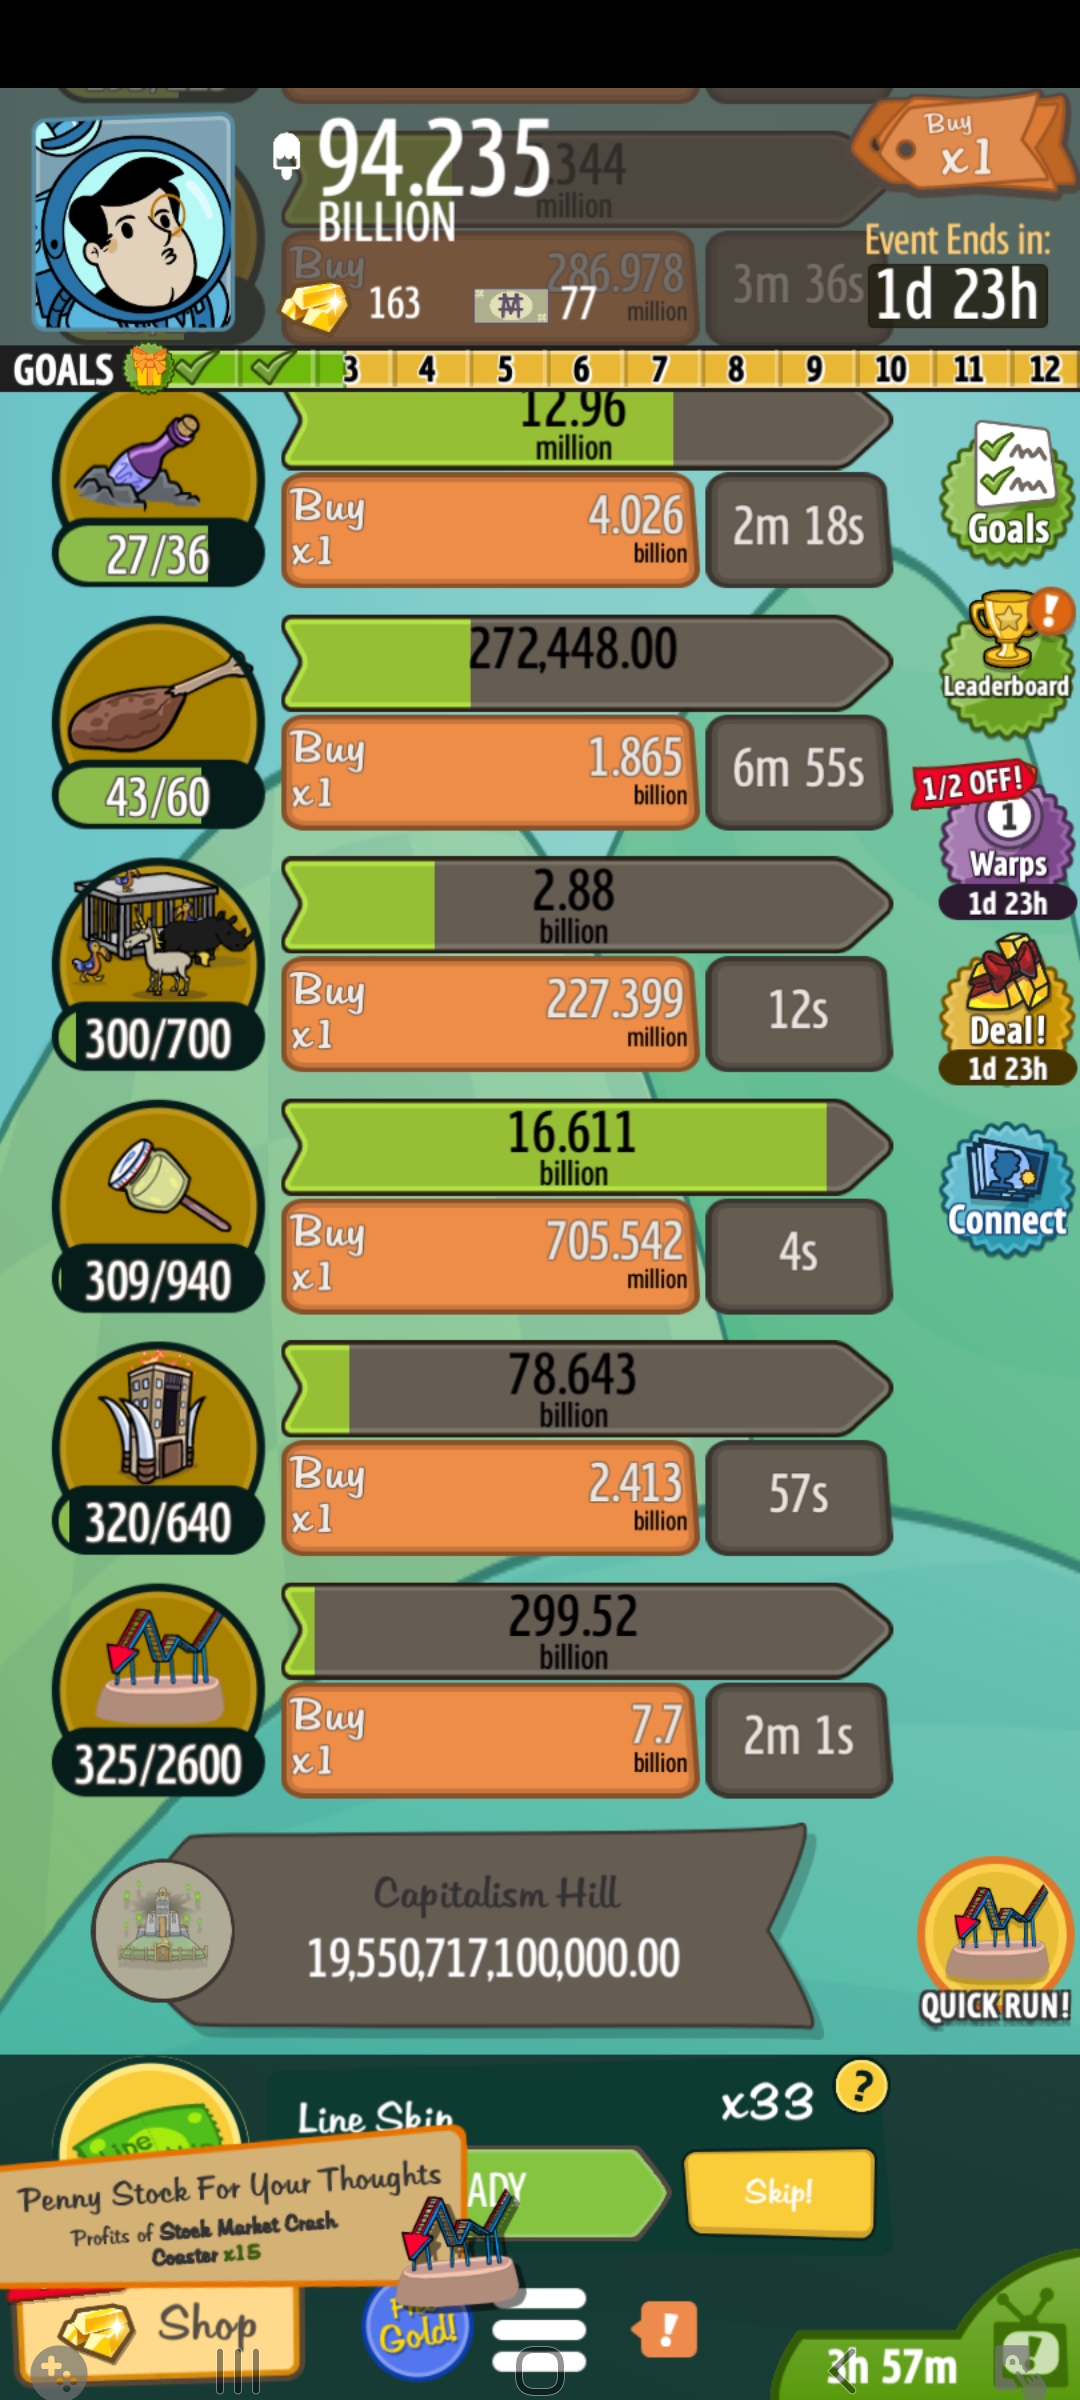 94.235
BILLION
163
77
Buy
x1
Event Ends in:
1d 23h
.344
million
Buy
286.978
million
3m 36s
GOALS 3 4 5 6 7 8 9 10 11 12
12.96
million
27/36
Buy
x1
4.026
billion
2m 18s
Goals
272,448.00
43/60
Buy
x1
1.865
billion
6m 55s
Leaderboard
1/2 OFF!
1
Warps
1d 23h
2.88
billion
300/700
Buy
x1
227.399
million
12s
Deal!
1d 23h
16.611
billion
309/940
Buy
x1
705.542
million
4s
Connect
78.643
billion
320/640
Buy
x1
2.413
billion
57s
299.52
billion
325/2600
Buy
x1
7.7
billion
2m 1s
Capitalism Hill
19,550,717,100,000.00
QUICK RUN!
Line Skip
x33
?
ADY
Skip!
Penny Stock For Your Thoughts
Profits of Stock Market Crash
Coaster x15
Shop
Gold!
!
3h 57m